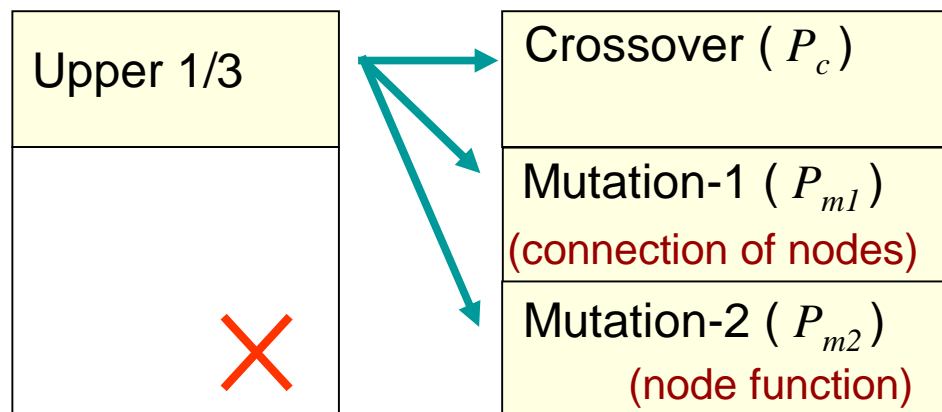 Upper 1/3
Crossover ( Pc )
Mutation-1 ( Pm1 )
(connection of nodes)
Mutation-2 ( Pm2 )
(node function)